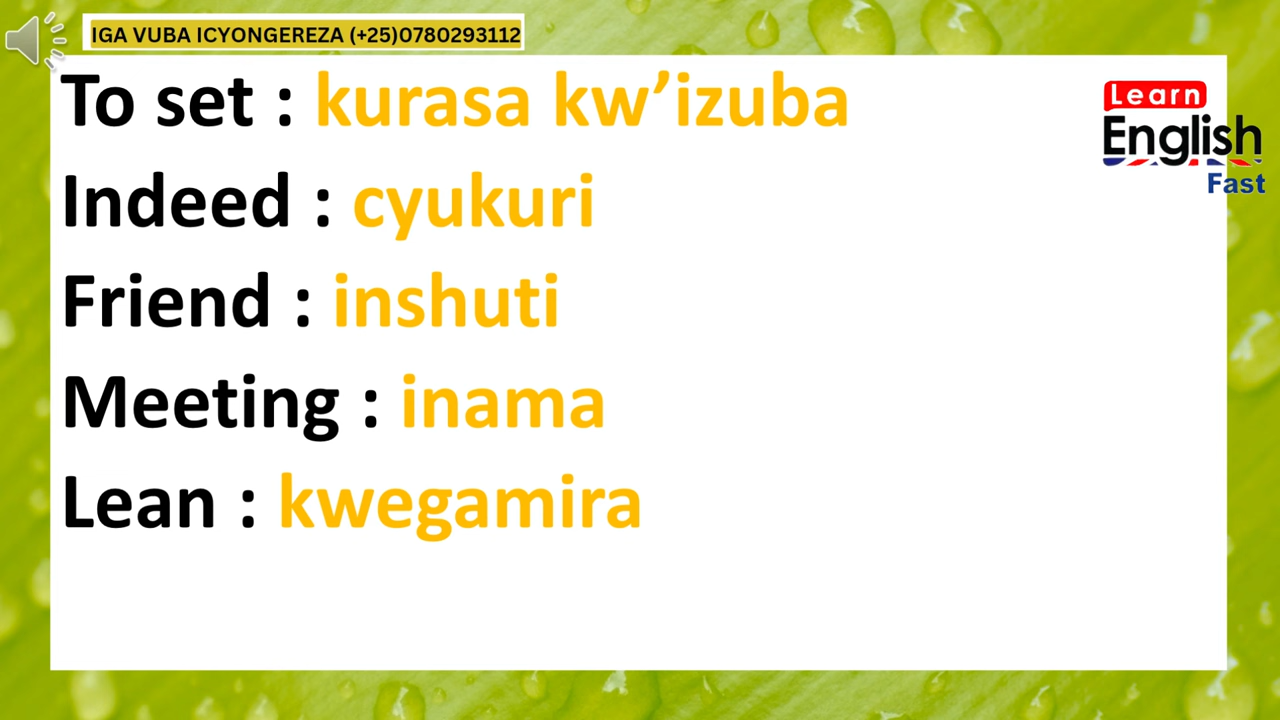 IGA VUBA ICYONGEREZA (+25)0780293112
To set : kurasa kw’izuba
Indeed : cyukuri
Friend : inshuti
Meeting : inama
Lean : kwegamira
Learn
English
Fast